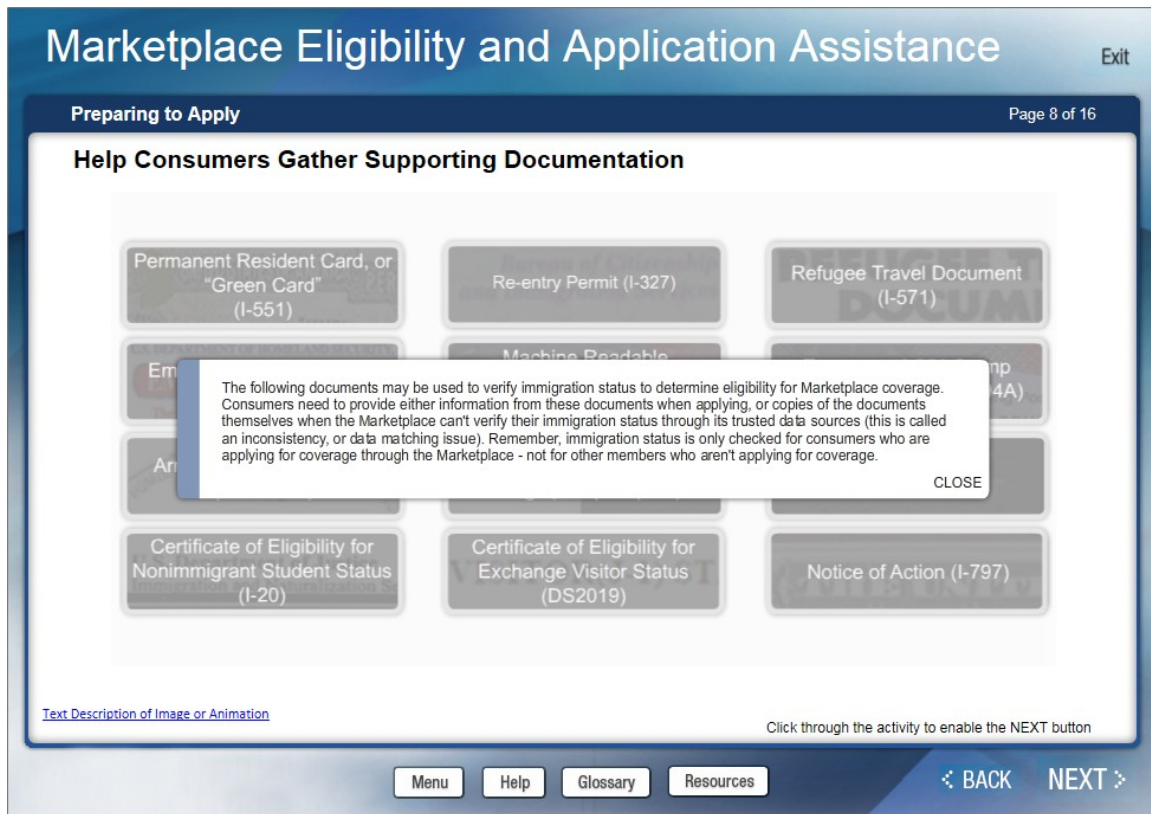 Marketplace Eligibility and Application Assistance
Exit
Preparing to Apply
Page 8 of 16
Help Consumers Gather Supporting Documentation
Permanent Resident Card, or
"Green Card"
(I-551)
Re-entry Permit (I-327)
Refugee Travel Document
(I-571)
Em
Machine Readable
mp
94A)
The following documents may be used to verify immigration status to determine eligibility for Marketplace coverage.
Consumers need to provide either information from these documents when applying, or copies of the documents
themselves when the Marketplace can't verify their immigration status through its trusted data sources (this is called
an inconsistency, or data matching issue). Remember, immigration status is only checked for consumers who are
applying for coverage through the Marketplace - not for other members who aren't applying for coverage.
CLOSE
Arr
Certificate of Eligibility for
Nonimmigrant Student Status
(I-20)
Certificate of Eligibility for
Exchange Visitor Status
(DS2019)
Notice of Action (I-797)
Text Description of Image or Animation
Click through the activity to enable the NEXT button
Menu
Help
Glossary
Resources
< BACK
NEXT >